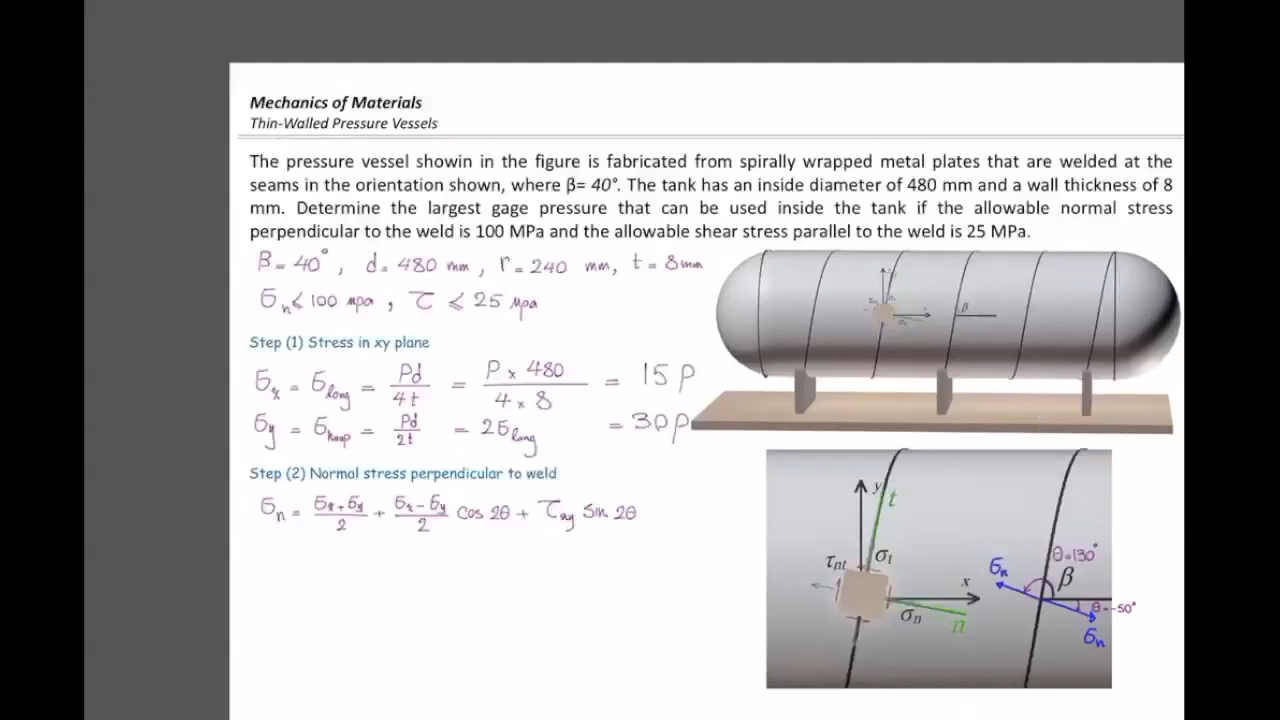 Mechanics of Materials
Thin-Walled Pressure Vessels
The pressure vessel showin in the figure is fabricated from spirally wrapped metal plates that are welded at the
seams in the orientation shown, where β= 40°. The tank has an inside diameter of 480 mm and a wall thickness of 8
mm. Determine the largest gage pressure that can be used inside the tank if the allowable normal stress
perpendicular to the weld is 100 MPa and the allowable shear stress parallel to the weld is 25 MPa.
β = 40°, d = 480 mm, r = 240 mm, t = 8 mm
σn ≤ 100 mpa, τ ≤ 25 Mpa
Step (1) Stress in xy plane
σx = σlong = Pd/4t = P × 480 / 4 × 8 = 15 P
σy = σhoop = Pd/2t = 2σlong = 30 P
Step (2) Normal stress perpendicular to weld
σn = σx + σy / 2 + σx - σy / 2 cos 2θ + τxy sin 2θ
β
y
t
τnt
σt
x
σn
n
σn
θ=130°
β
θ=-50°
σn